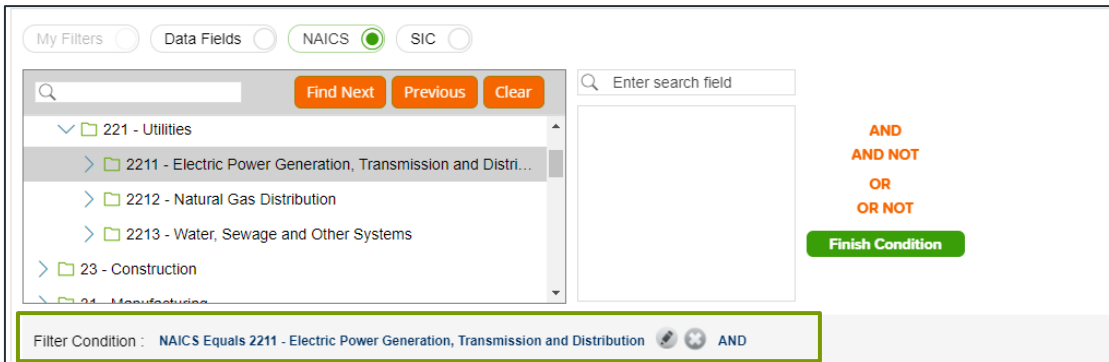 My Filters Data Fields NAICS SIC
Find Next Previous Clear
Enter search field
221 - Utilities
2211 - Electric Power Generation, Transmission and Distri...
2212 - Natural Gas Distribution
2213 - Water, Sewage and Other Systems
23 - Construction
31 - Manufacturing
AND
AND NOT
OR
OR NOT
Finish Condition
Filter Condition : NAICS Equals 2211 - Electric Power Generation, Transmission and Distribution AND